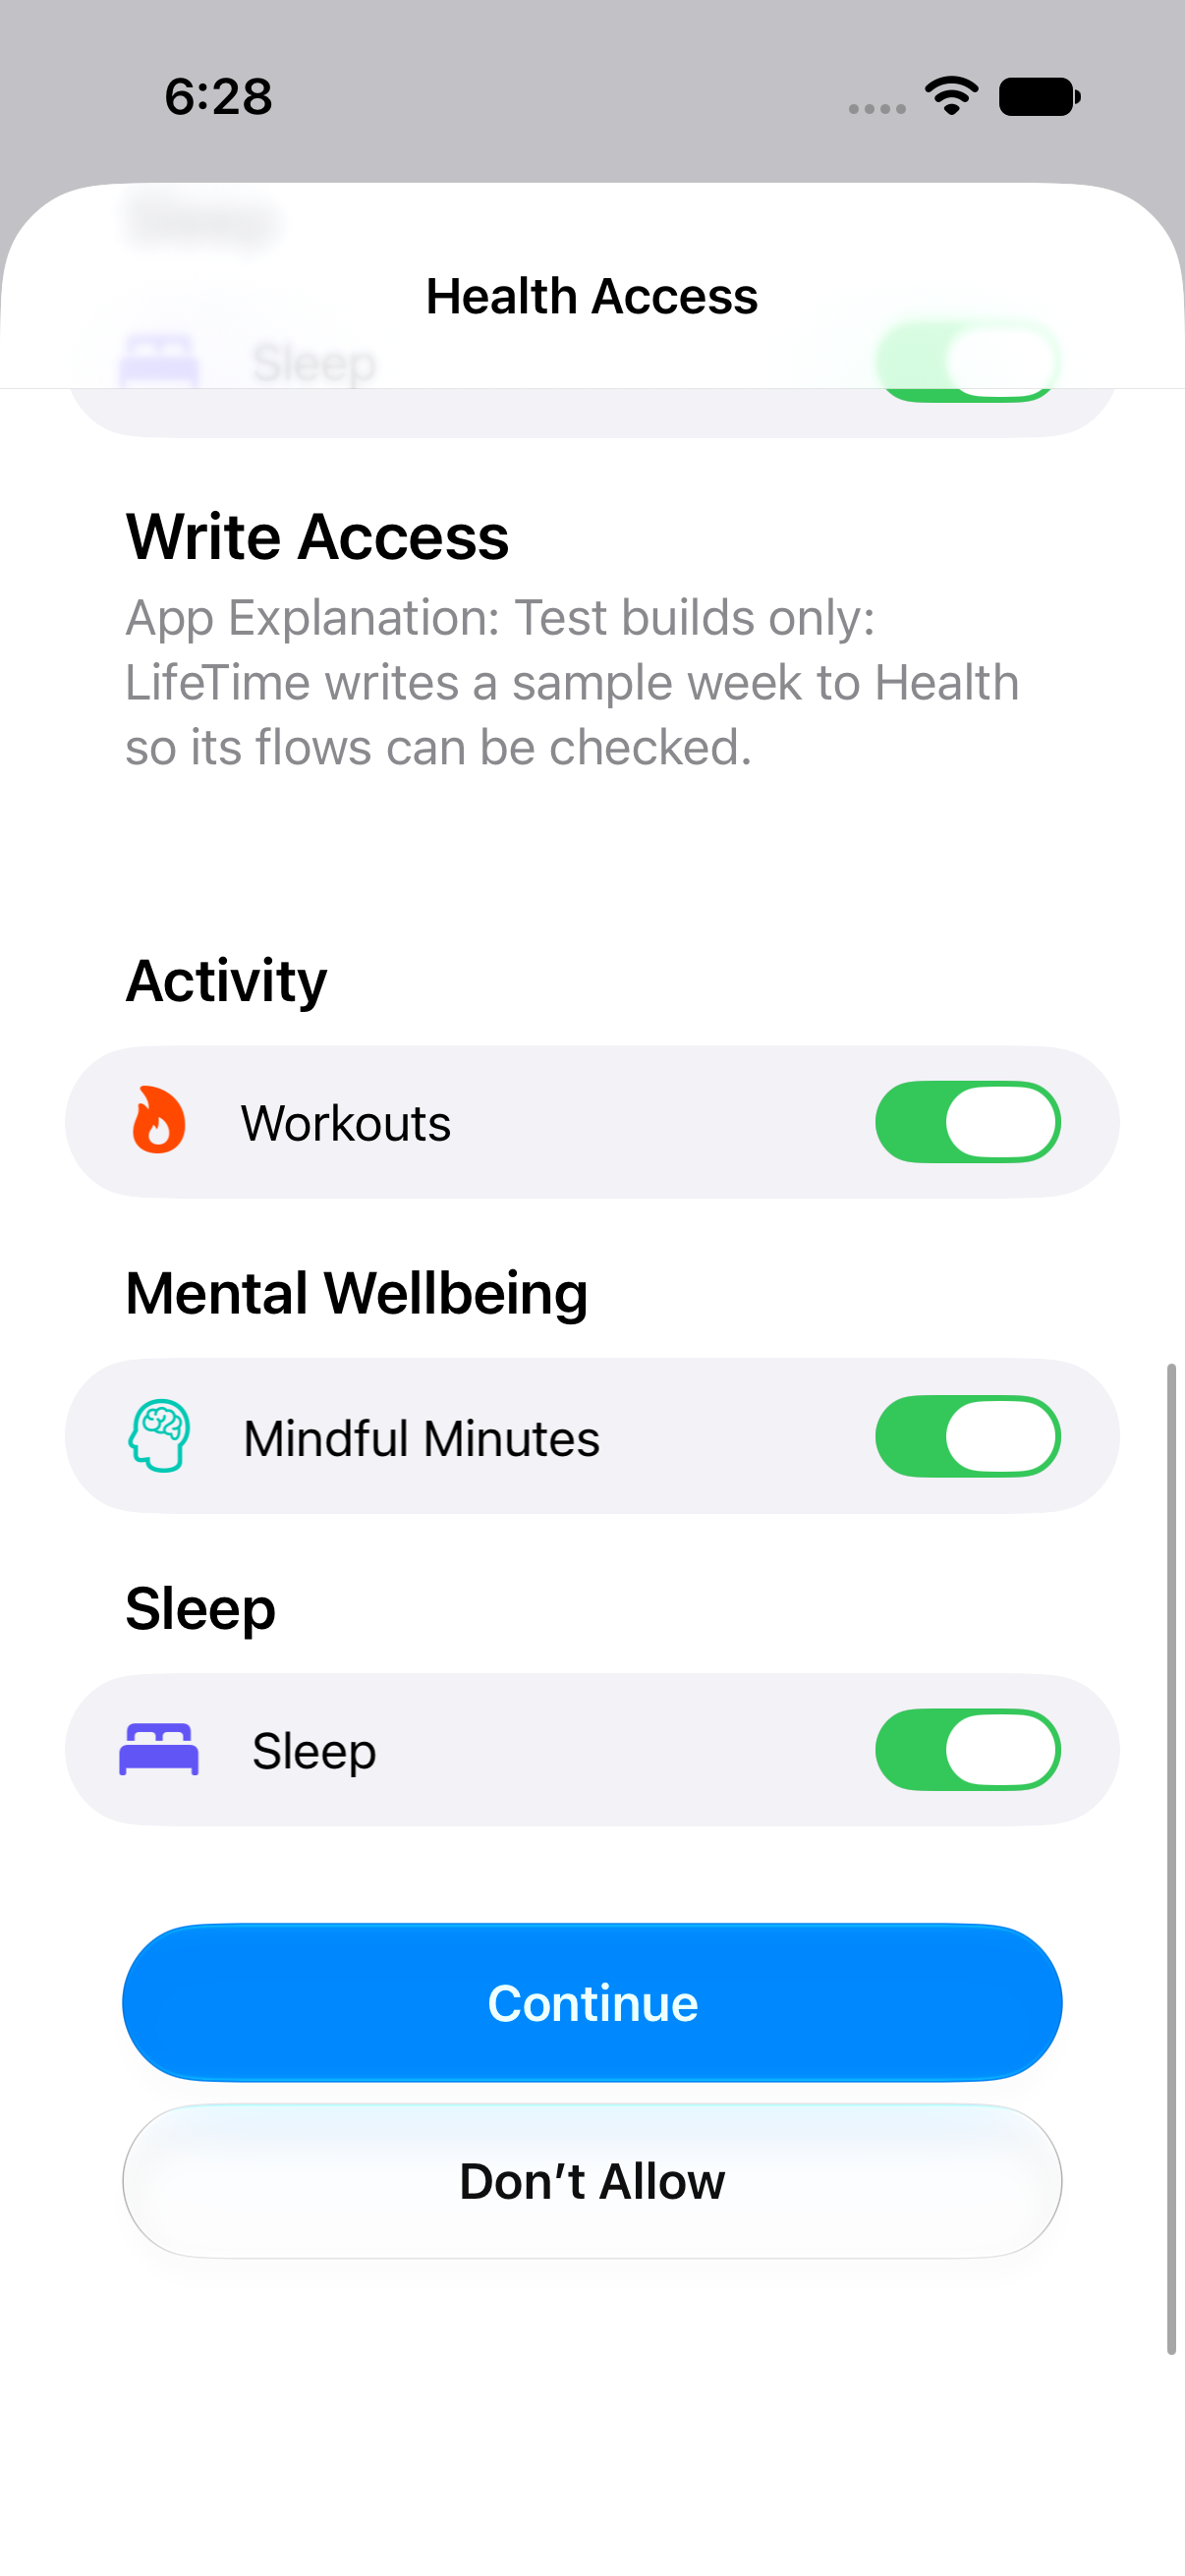 6:28
Sleep
Health Access
Sleep
Write Access
App Explanation: Test builds only:
LifeTime writes a sample week to Health
so its flows can be checked.
Activity
Workouts
Mental Wellbeing
Mindful Minutes
Sleep
Sleep
Continue
Don’t Allow